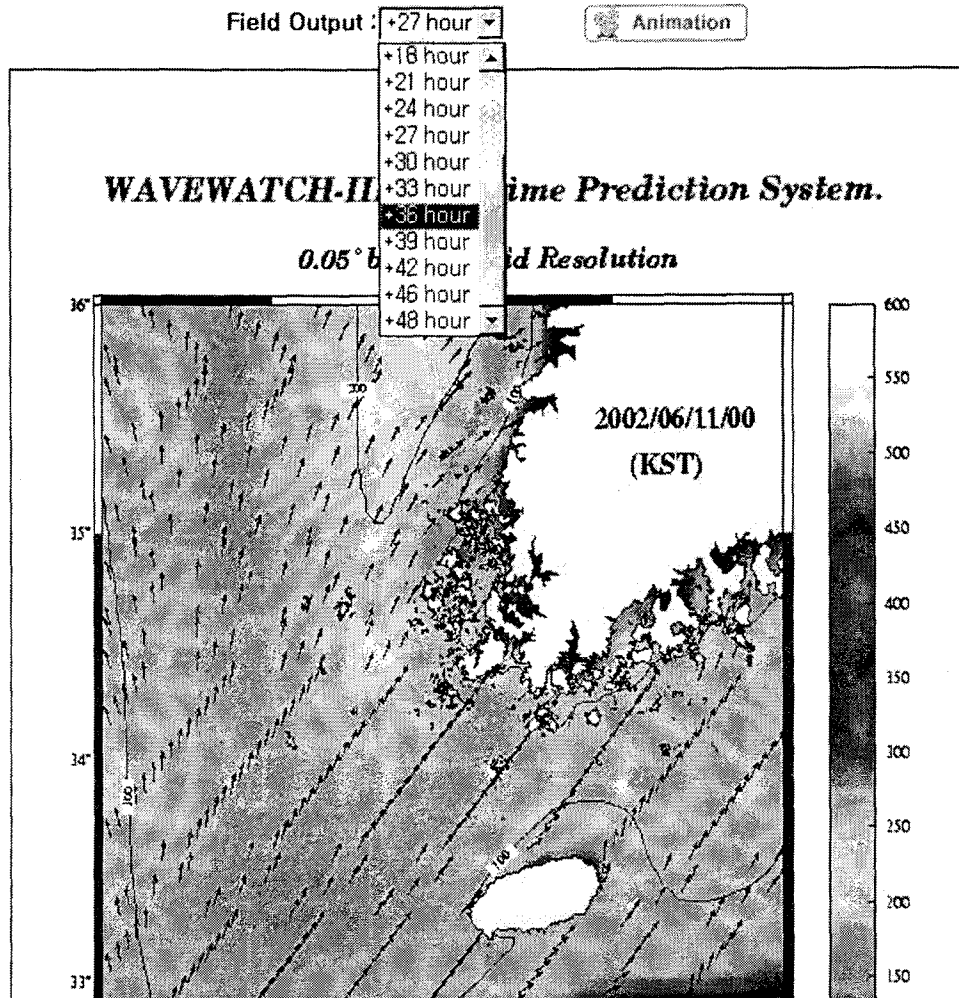 Field Output : +27 hour
Animation
+18 hour
+21 hour
+24 hour
+27 hour
+30 hour
+33 hour
+36 hour
+39 hour
+42 hour
+46 hour
+48 hour
WAVEWATCH-II ime Prediction System.
0.05° b id Resolution
36°
35°
34°
33°
2002/06/11/00
(KST)
100
100
600
550
500
450
400
350
300
250
200
150